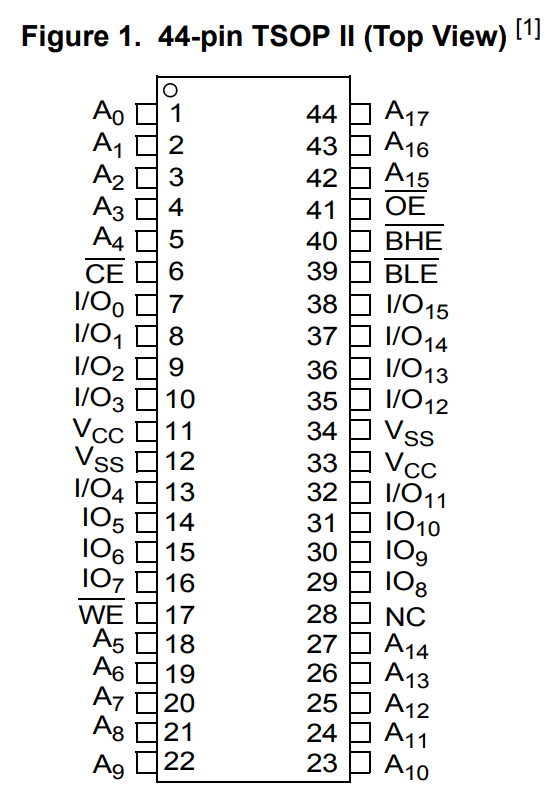 Figure 1. 44-pin TSOP II (Top View) [1]
A0 1 44 A17
A1 2 43 A16
A2 3 42 A15
A3 4 41 OE
A4 5 40 BHE
CE 6 39 BLE
I/O0 7 38 I/O15
I/O1 8 37 I/O14
I/O2 9 36 I/O13
I/O3 10 35 I/O12
VCC 11 34 VSS
VSS 12 33 VCC
I/O4 13 32 I/O11
IO5 14 31 IO10
IO6 15 30 IO9
IO7 16 29 IO8
WE 17 28 NC
A5 18 27 A14
A6 19 26 A13
A7 20 25 A12
A8 21 24 A11
A9 22 23 A10